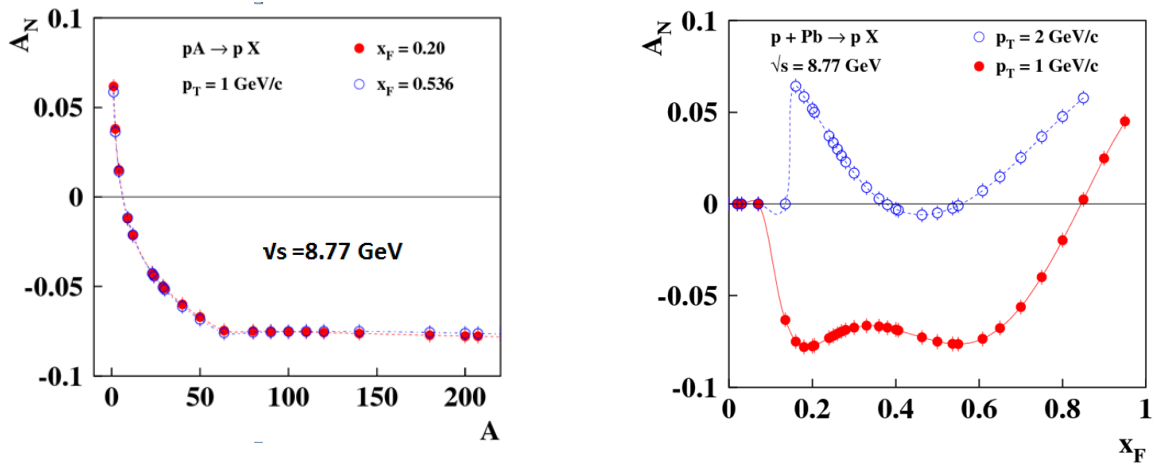 0.1
0.05
0
-0.05
-0.1
A_N
pA → p X
p_T = 1 GeV/c
x_F = 0.20
x_F = 0.536
√s =8.77 GeV
0 50 100 150 200
A
0.1
0.05
0
-0.05
-0.1
A_N
p + Pb → p X
√s = 8.77 GeV
p_T = 2 GeV/c
p_T = 1 GeV/c
0 0.2 0.4 0.6 0.8 1
x_F